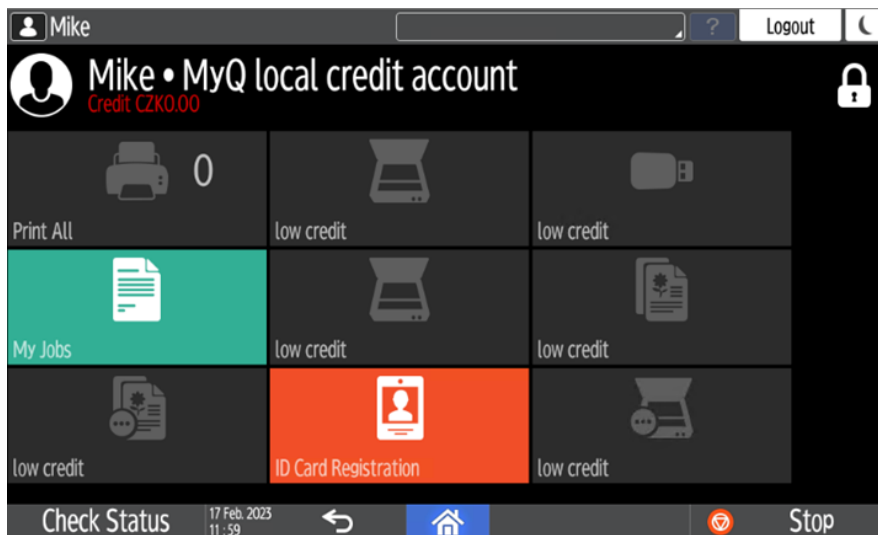 Mike
?
Logout
Mike • MyQ local credit account
Credit CZK0.00
0
Print All
low credit
low credit
My Jobs
low credit
low credit
low credit
ID Card Registration
low credit
Check Status
17 Feb. 2023
11 : 59
Stop